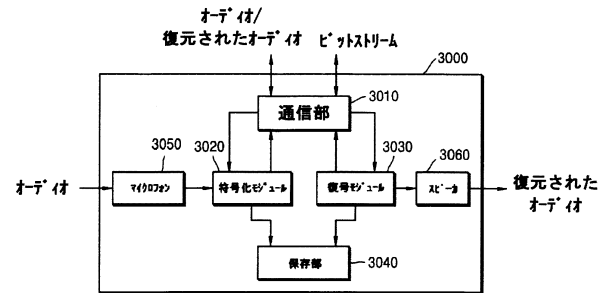 オーディオ/
復元されたオーディオ
ビットストリーム
3000
通信部
3010
3050
3020
3030
3060
オーディオ
マイクロフォン
符号化モジュール
復号モジュール
スピーカ
復元された
オーディオ
保存部
3040